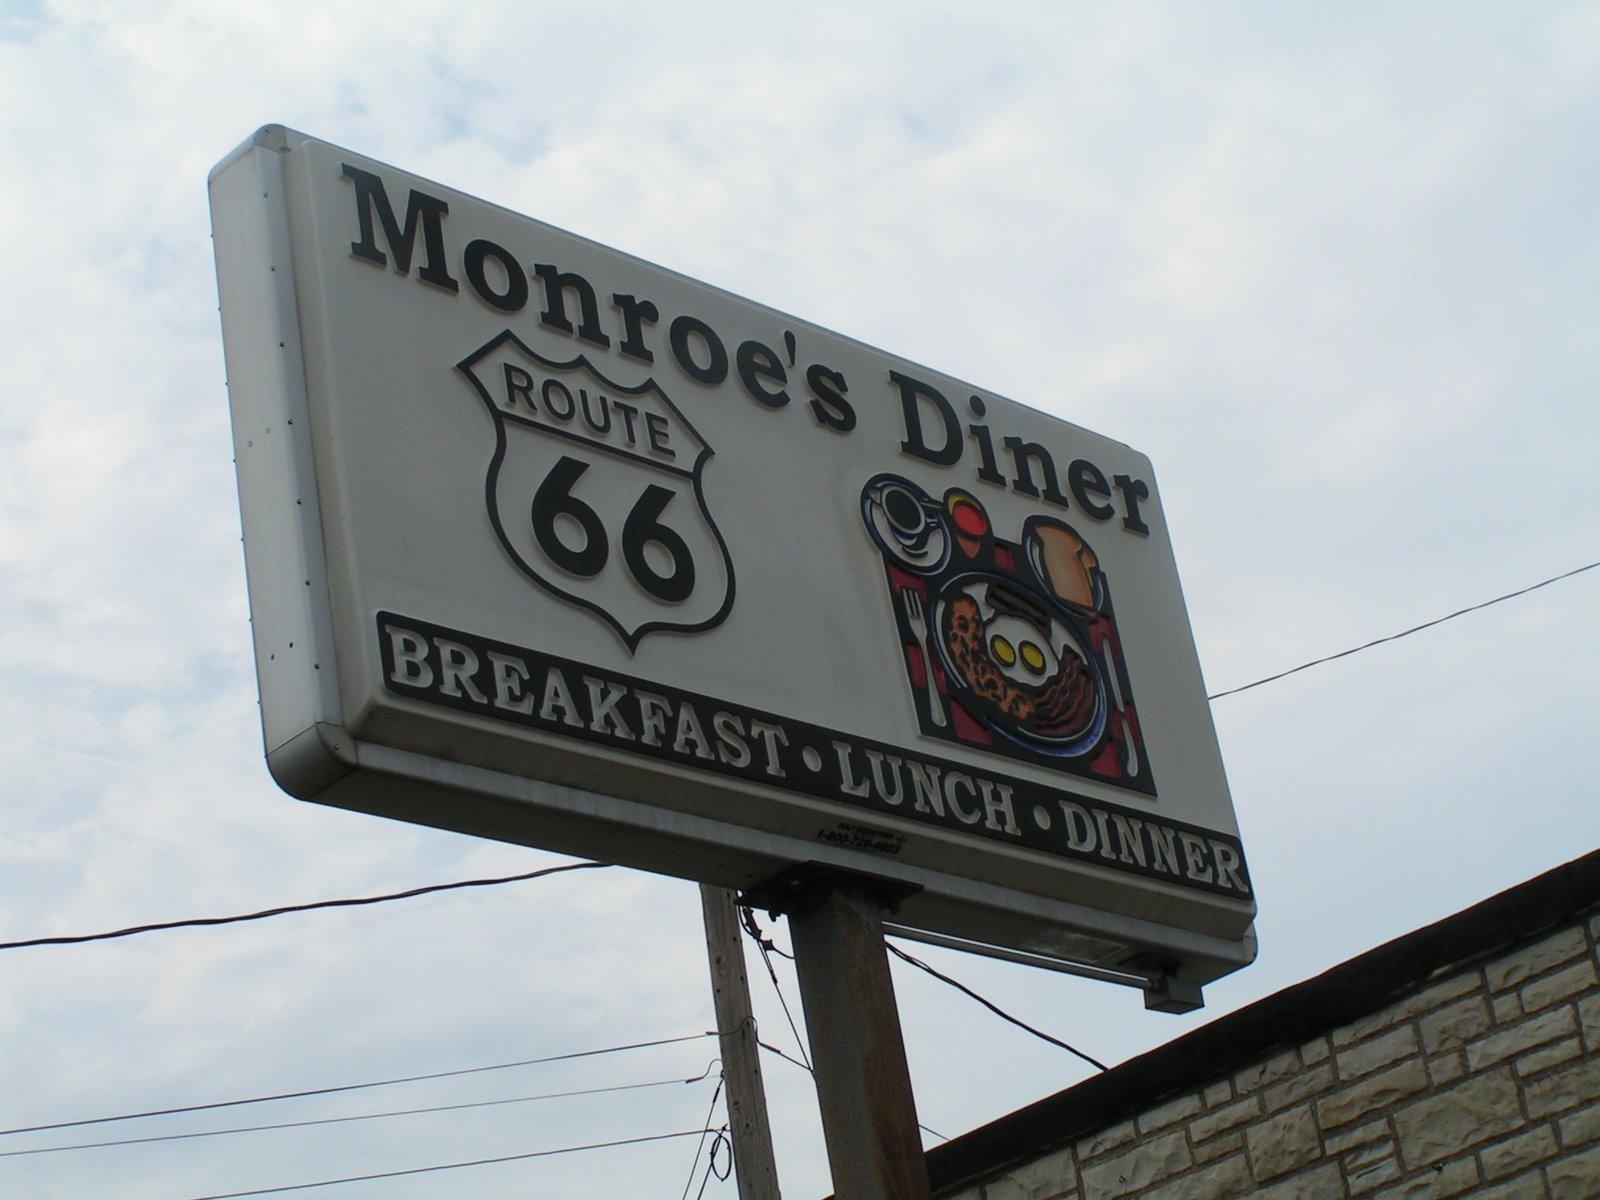 Monroe's Diner
ROUTE
66
BREAKFAST • LUNCH • DINNER